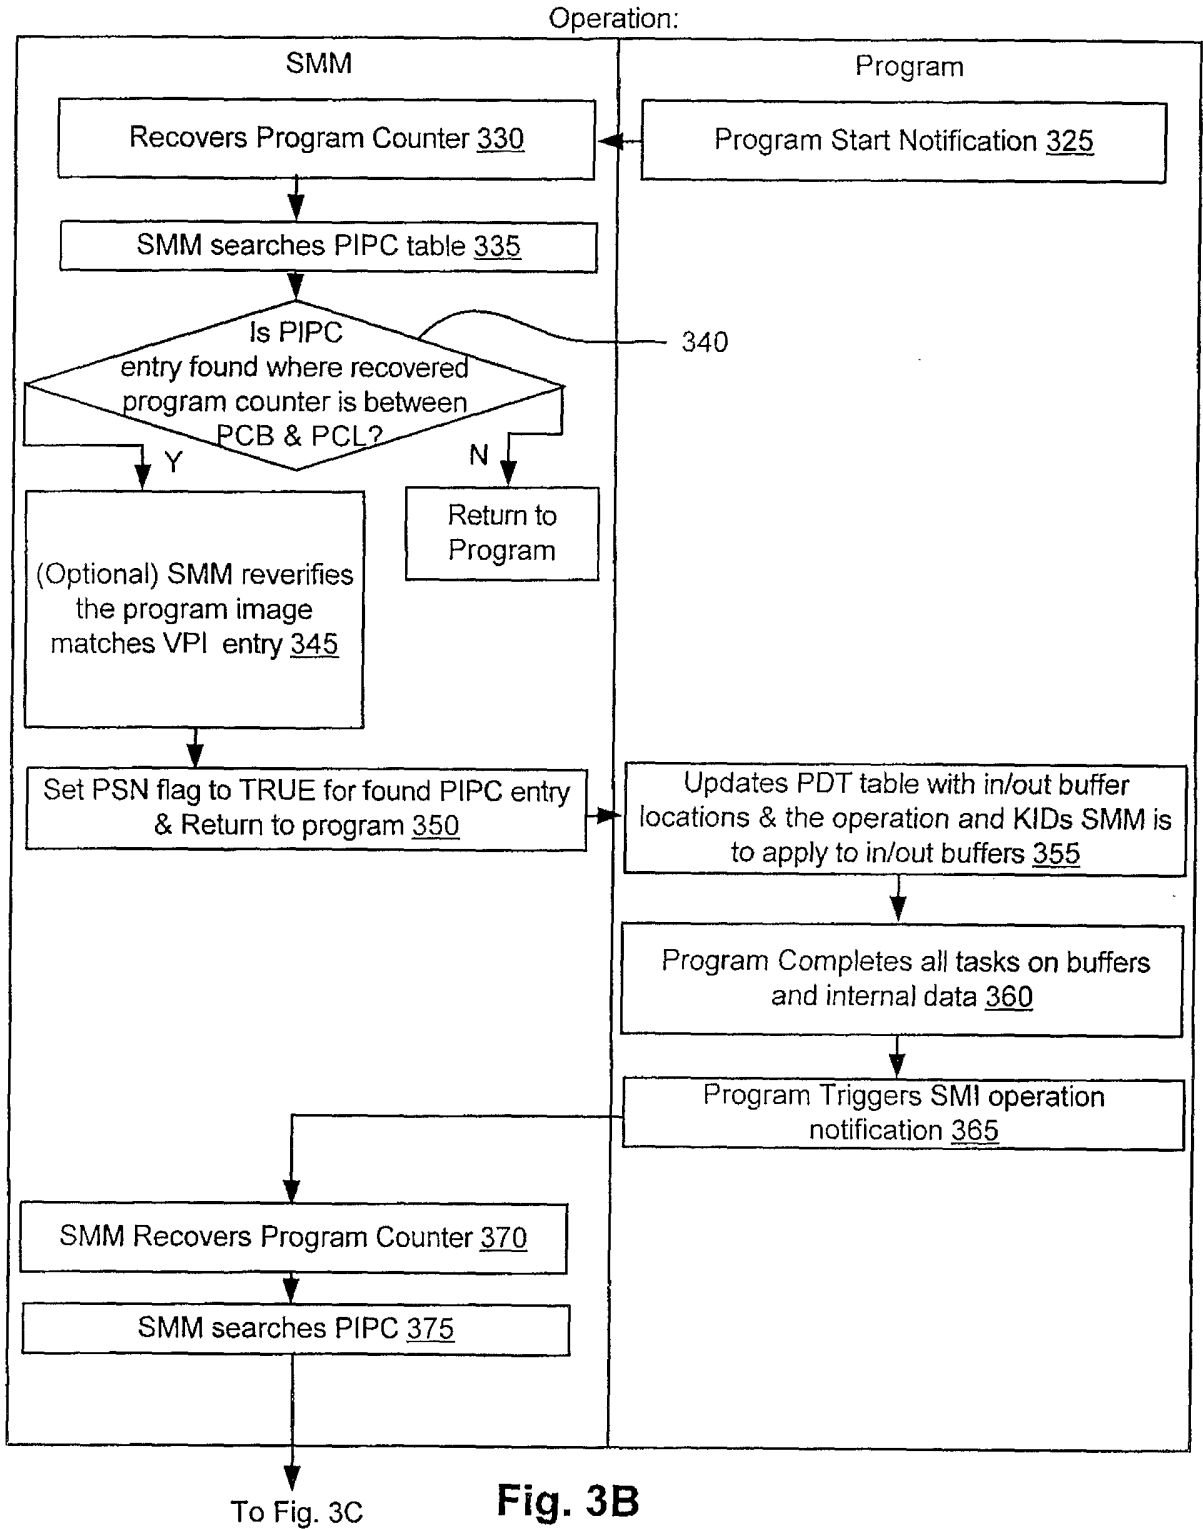 Operation:
SMM
Program
Recovers Program Counter 330
Program Start Notification 325
SMM searches PIPC table 335
Is PIPC
entry found where recovered
program counter is between
PCB & PCL?
340
Y
N
Return to
Program
(Optional) SMM reverifies
the program image
matches VPI entry 345
Set PSN flag to TRUE for found PIPC entry
& Return to program 350
Updates PDT table with in/out buffer
locations & the operation and KIDs SMM is
to apply to in/out buffers 355
Program Completes all tasks on buffers
and internal data 360
Program Triggers SMI operation
notification 365
SMM Recovers Program Counter 370
SMM searches PIPC 375
To Fig. 3C
Fig. 3B